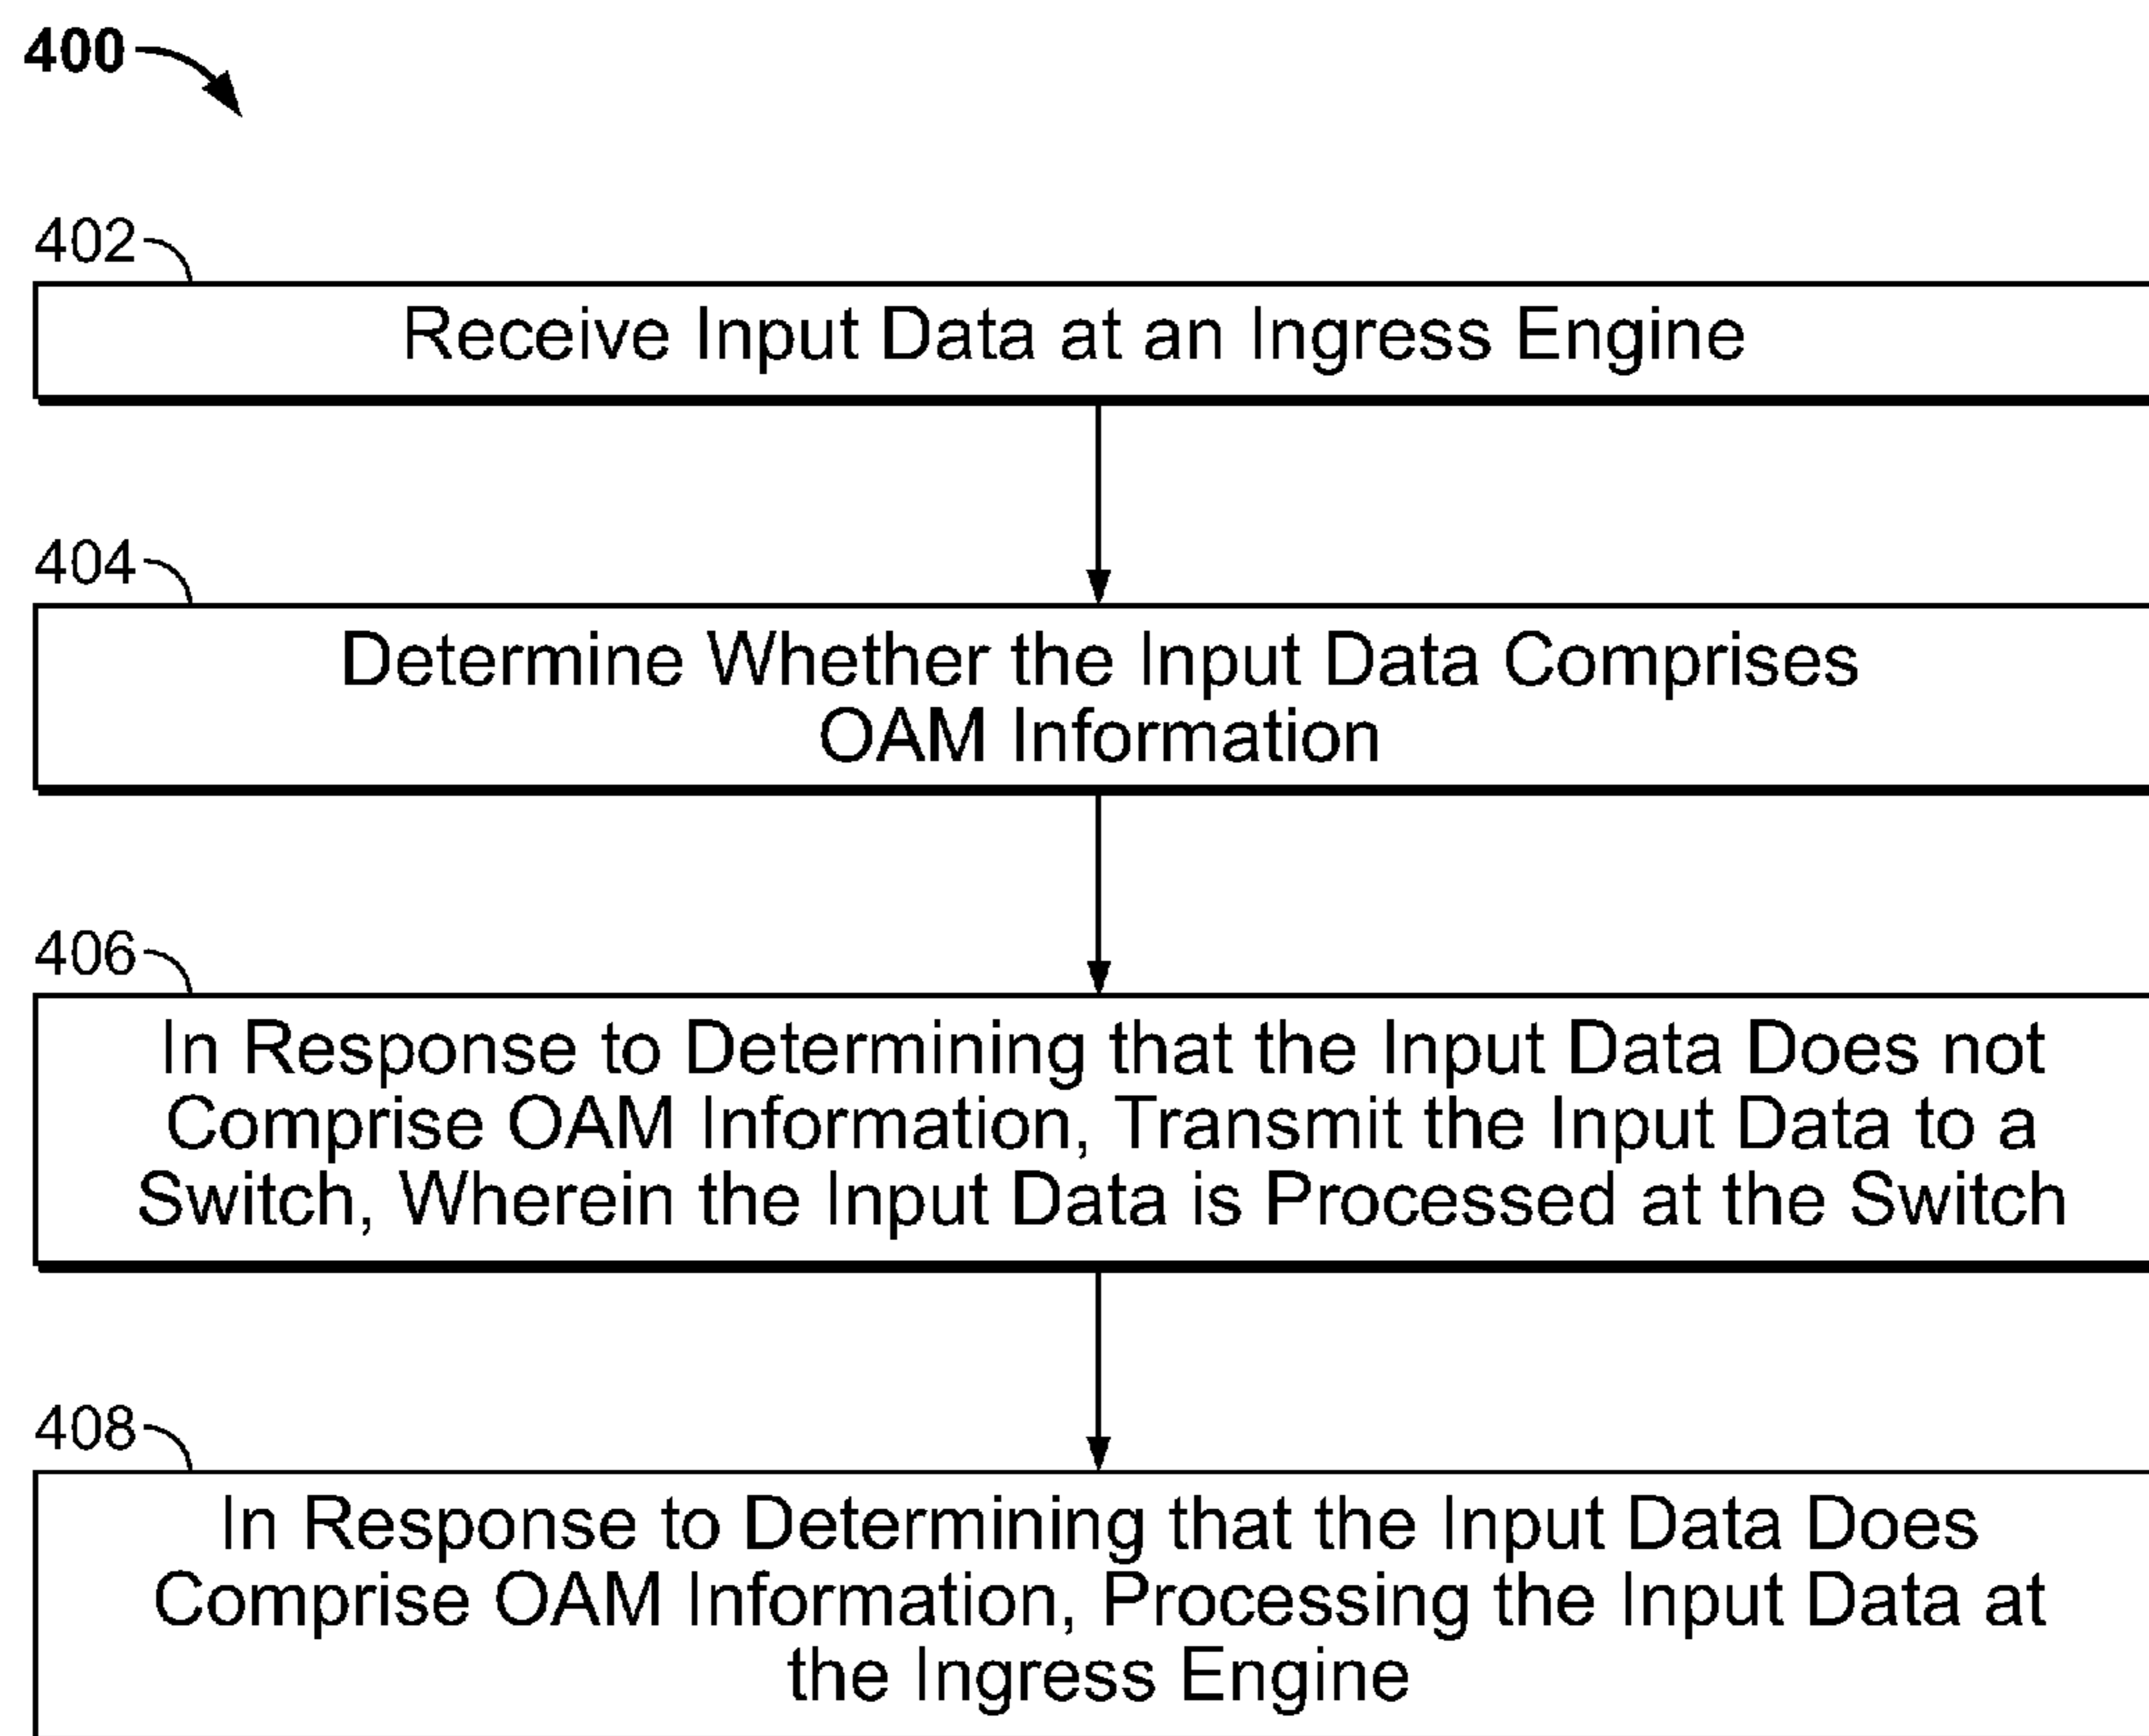 400
402
Receive Input Data at an Ingress Engine
404
Determine Whether the Input Data Comprises
OAM Information
406
In Response to Determining that the Input Data Does not
Comprise OAM Information, Transmit the Input Data to a
Switch, Wherein the Input Data is Processed at the Switch
408
In Response to Determining that the Input Data Does
Comprise OAM Information, Processing the Input Data at
the Ingress Engine